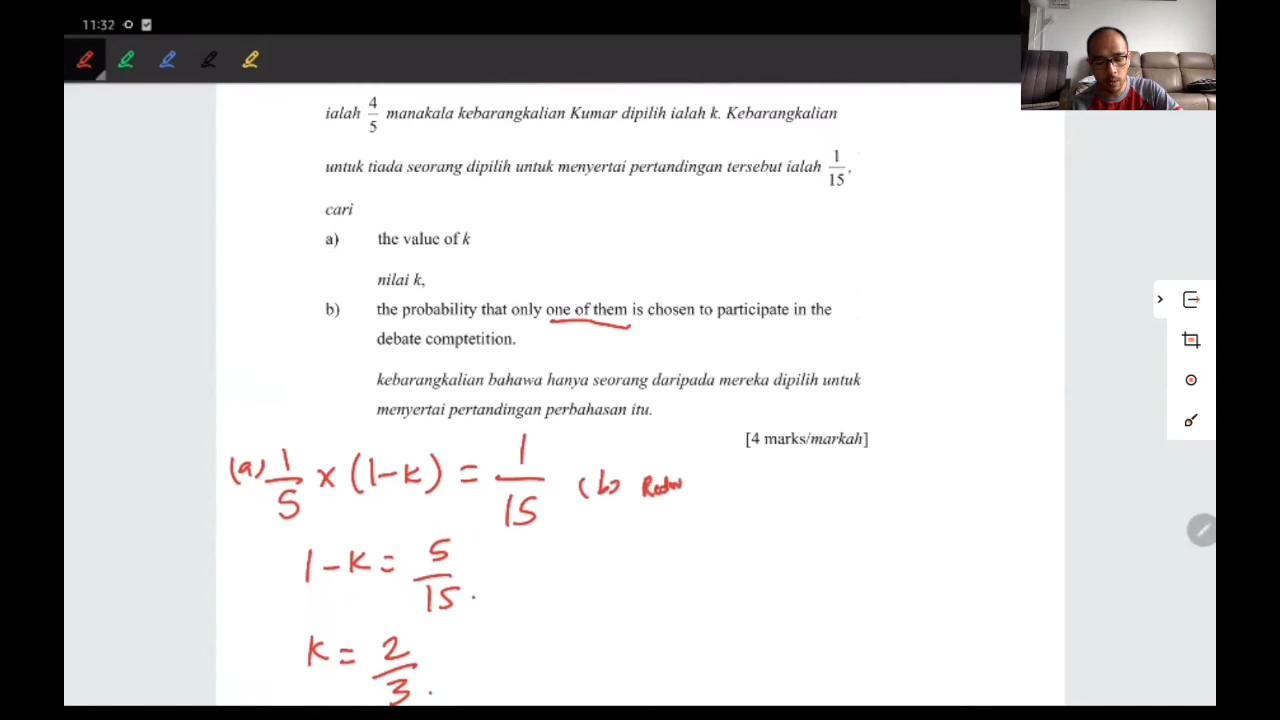 11:32
ialah 4/5 manakala kebarangkalian Kumar dipilih ialah k. Kebarangkalian
untuk tiada seorang dipilih untuk menyertai pertandingan tersebut ialah 1/15,
cari
a) the value of k
nilai k,
b) the probability that only one of them is chosen to participate in the
debate comptetition.
kebarangkalian bahawa hanya seorang daripada mereka dipilih untuk
menyertai pertandingan perbahasan itu.
[4 marks/markah]
(a) 1/5 × (1-k) = 1/15 (b)
1-k = 5/15.
k = 2/3.